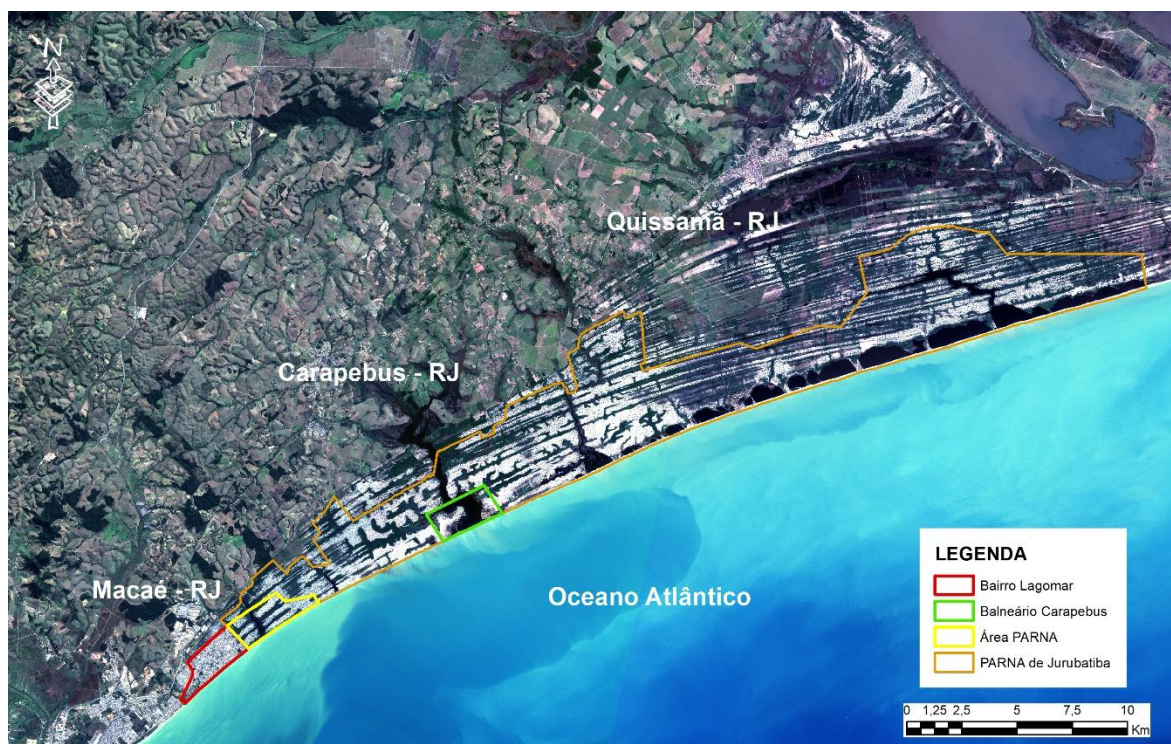 N
Quissamã - RJ
Carapebus - RJ
Macaé - RJ
Oceano Atlântico
LEGENDA
Bairro Lagomar
Balneário Carapebus
Área PARNA
PARNA de Jurubatiba
0 1,25 2,5 5 7,5 10
Km